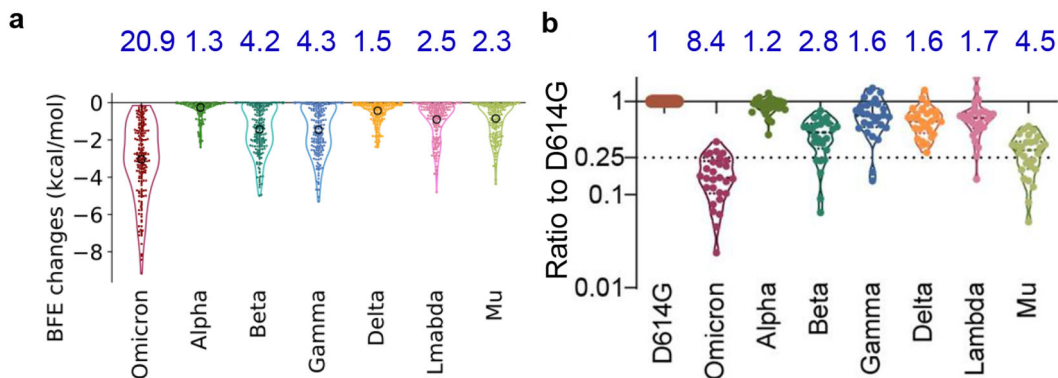 a
20.9 1.3 4.2 4.3 1.5 2.5 2.3
BFE changes (kcal/mol)
0
−2
−4
−6
−8
Omicron Alpha Beta Gamma Delta Lmabda Mu
b
1 8.4 1.2 2.8 1.6 1.6 1.7 4.5
Ratio to D614G
1
0.25
0.1
0.01
D614G Omicron Alpha Beta Gamma Delta Lambda Mu